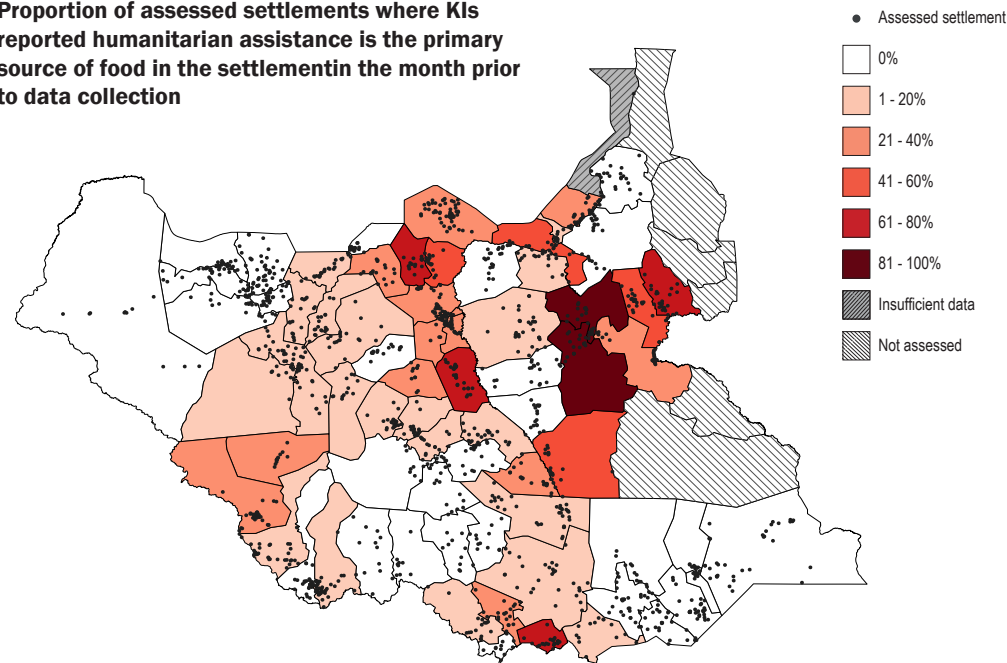 Proportion of assessed settlements where KIs
reported humanitarian assistance is the primary
source of food in the settlementin the month prior
to data collection
Assessed settlement
0%
1 - 20%
21 - 40%
41 - 60%
61 - 80%
81 - 100%
Insufficient data
Not assessed